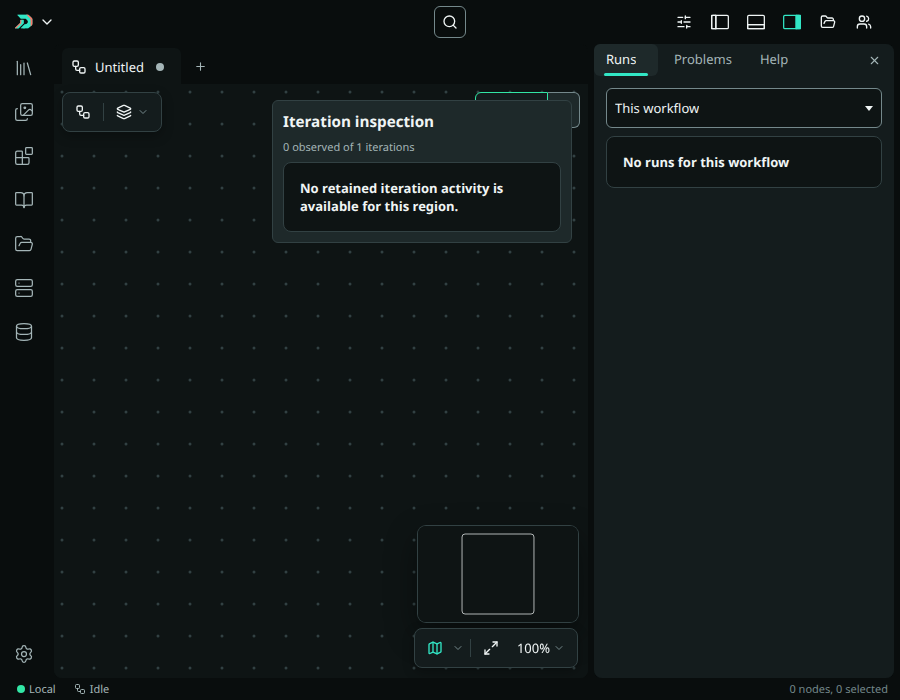 Untitled
Iteration inspection
0 observed of 1 iterations
No retained iteration activity is
available for this region.
100%
Runs
Problems
Help
This workflow
No runs for this workflow
Local
Idle
0 nodes, 0 selected